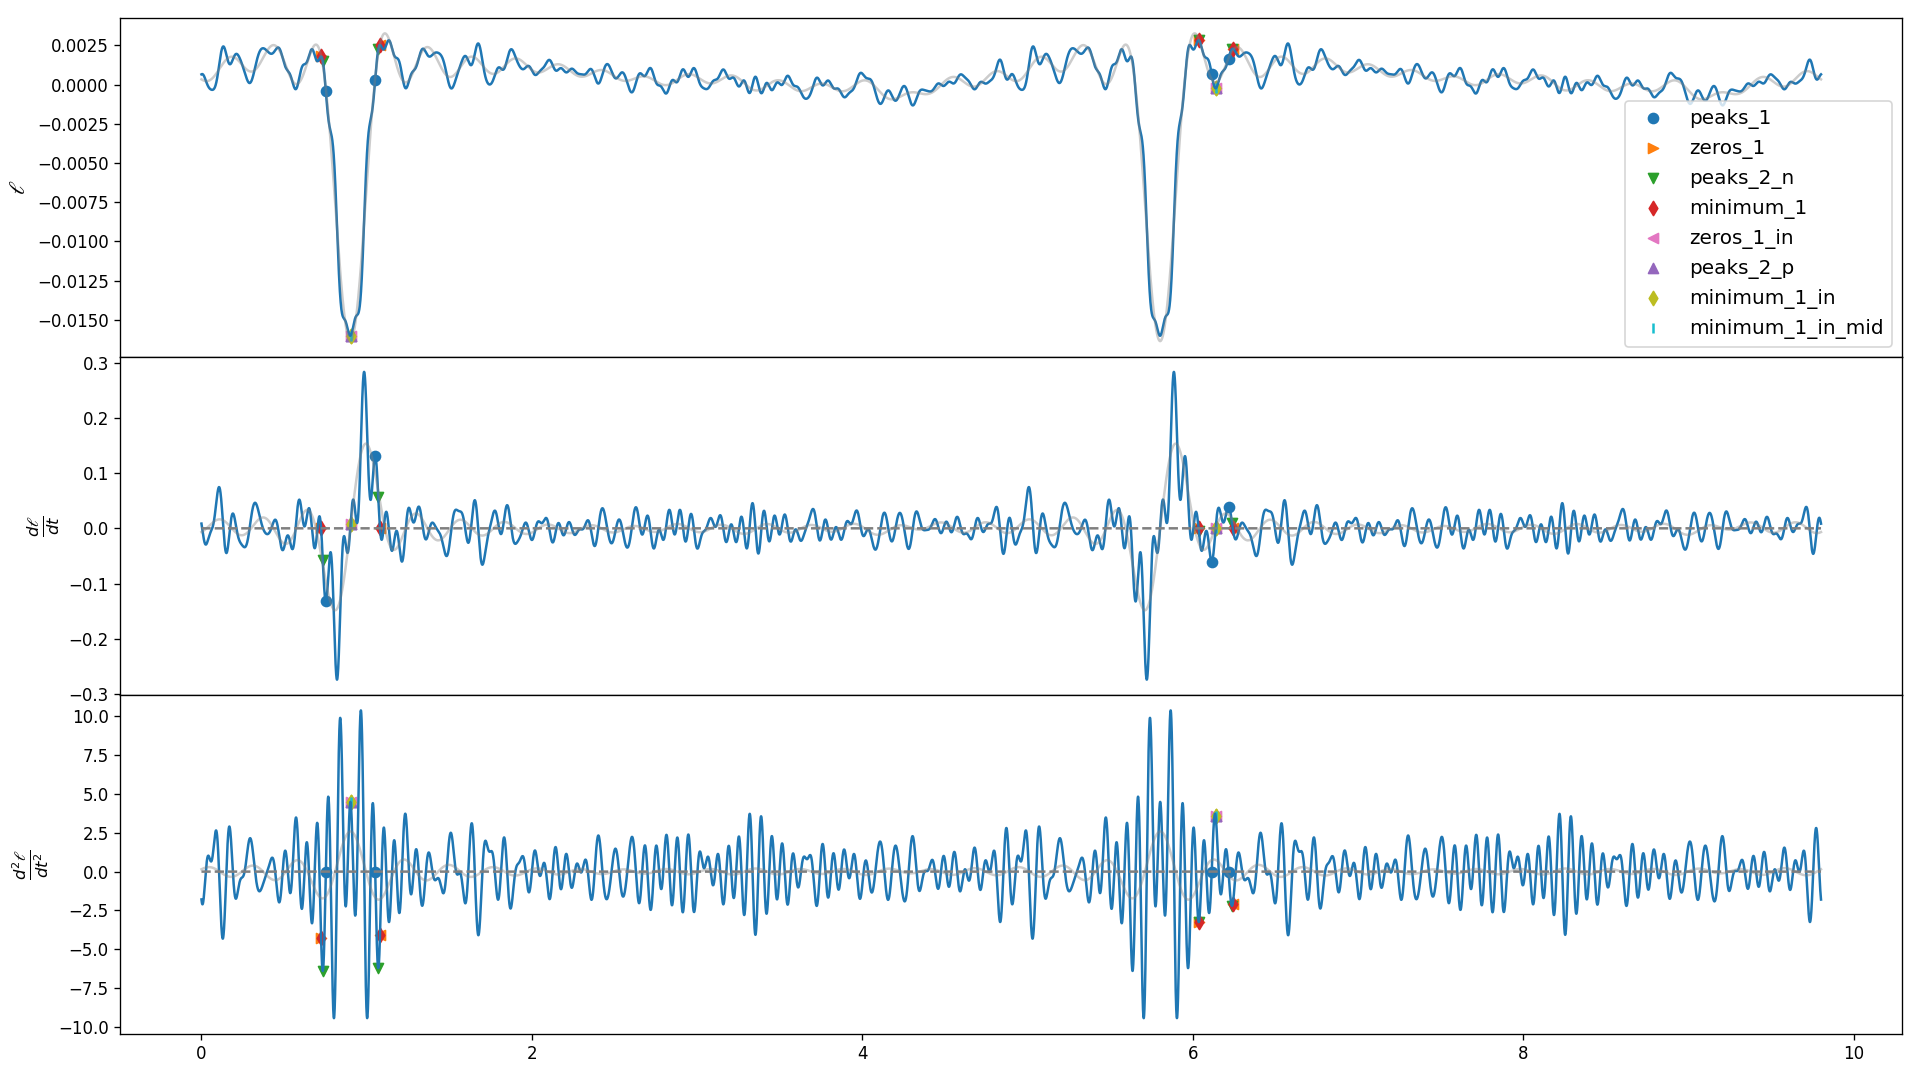 0.0025
0.0000
−0.0025
−0.0050
−0.0075
−0.0100
−0.0125
−0.0150
ℓ
peaks_1
zeros_1
peaks_2_n
minimum_1
zeros_1_in
peaks_2_p
minimum_1_in
minimum_1_in_mid
0.3
0.2
0.1
0.0
−0.1
−0.2
−0.3
dℓ
dt
10.0
7.5
5.0
2.5
0.0
−2.5
−5.0
−7.5
−10.0
d²ℓ
dt²
0 2 4 6 8 10